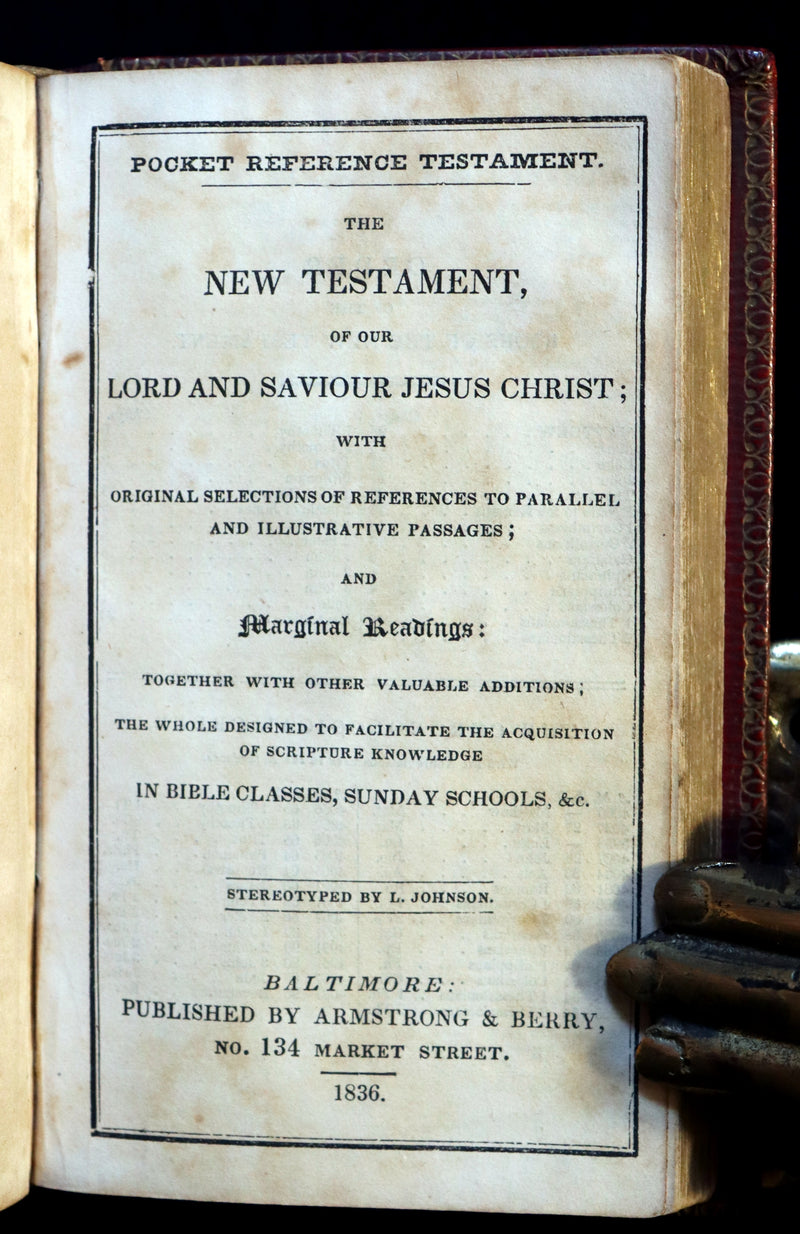 POCKET REFERENCE TESTAMENT.
THE
NEW TESTAMENT,
OF OUR
LORD AND SAVIOUR JESUS CHRIST;
WITH
ORIGINAL SELECTIONS OF REFERENCES TO PARALLEL
AND ILLUSTRATIVE PASSAGES;
AND
Marginal Readings:
TOGETHER WITH OTHER VALUABLE ADDITIONS;
THE WHOLE DESIGNED TO FACILITATE THE ACQUISITION
OF SCRIPTURE KNOWLEDGE
IN BIBLE CLASSES, SUNDAY SCHOOLS, &c.
STEREOTYPED BY L. JOHNSON.
BALTIMORE:
PUBLISHED BY ARMSTRONG & BERRY,
NO. 134 MARKET STREET.
1836.